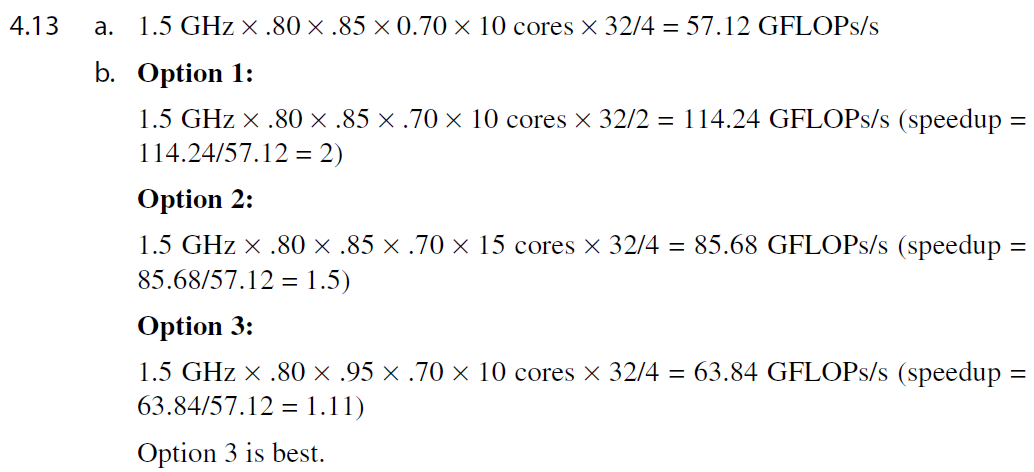 4.13 a. 1.5 GHz × .80 × .85 × 0.70 × 10 cores × 32/4 = 57.12 GFLOPs/s
b. Option 1:
1.5 GHz × .80 × .85 × .70 × 10 cores × 32/2 = 114.24 GFLOPs/s (speedup =
114.24/57.12 = 2)
Option 2:
1.5 GHz × .80 × .85 × .70 × 15 cores × 32/4 = 85.68 GFLOPs/s (speedup =
85.68/57.12 = 1.5)
Option 3:
1.5 GHz × .80 × .95 × .70 × 10 cores × 32/4 = 63.84 GFLOPs/s (speedup =
63.84/57.12 = 1.11)
Option 3 is best.